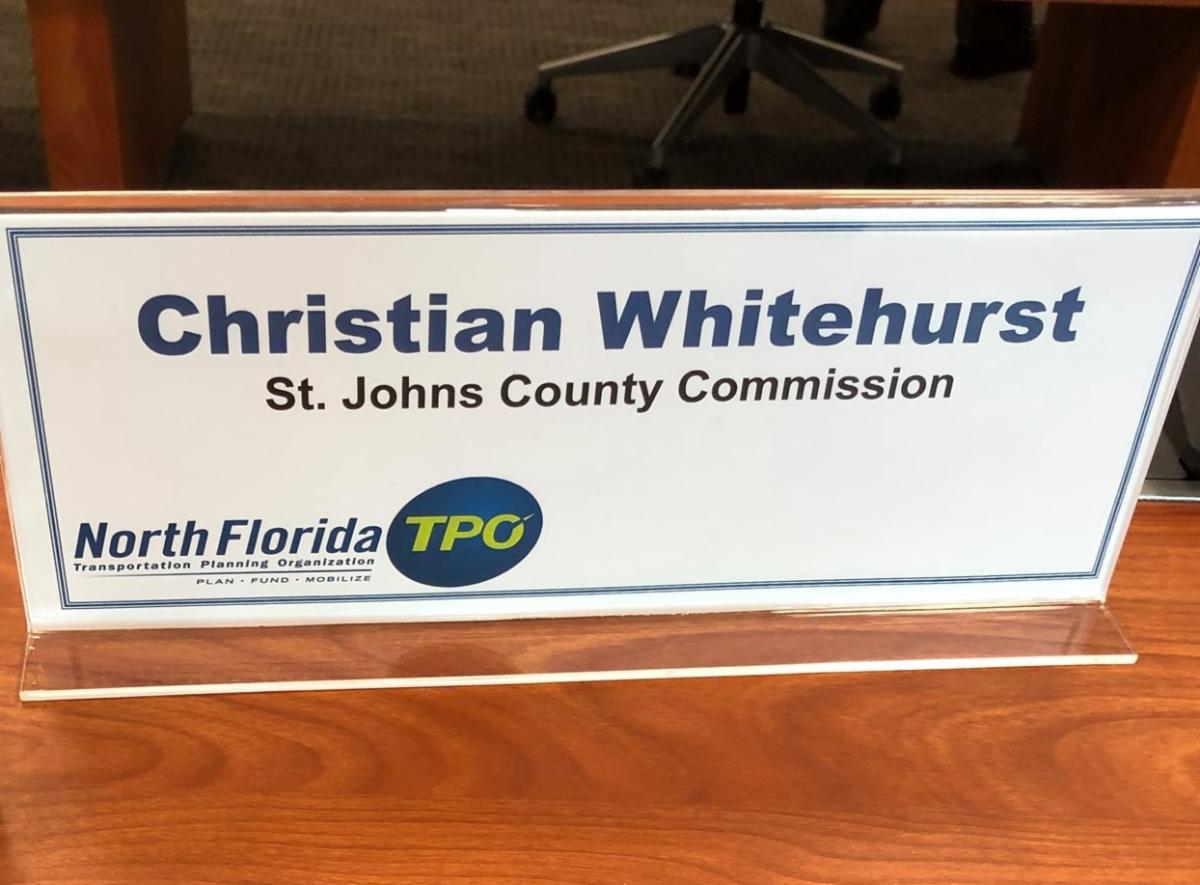 Christian Whitehurst
St. Johns County Commission
North Florida TPO
Transportation Planning Organization
PLAN · FUND · MOBILIZE